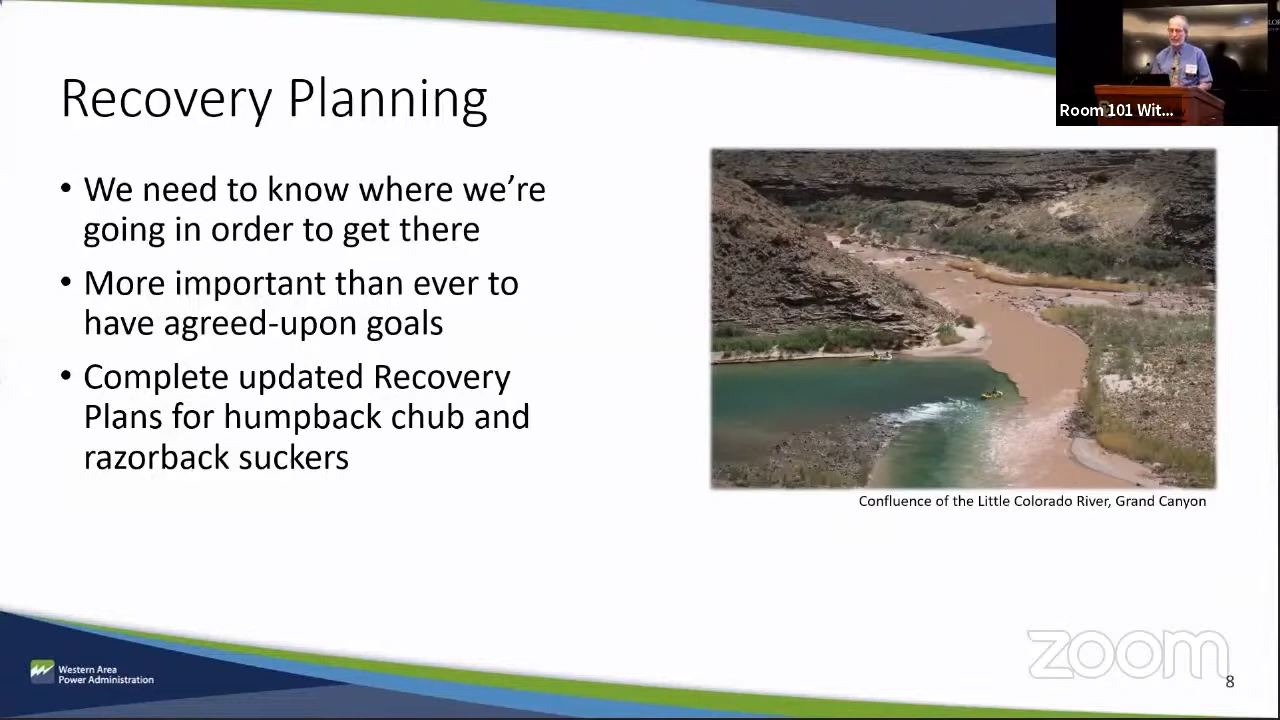 Room 101 Wit...
Recovery Planning
• We need to know where we're
going in order to get there
• More important than ever to
have agreed-upon goals
• Complete updated Recovery
Plans for humpback chub and
razorback suckers
Confluence of the Little Colorado River, Grand Canyon
Western Area
Power Administration
zoom
8